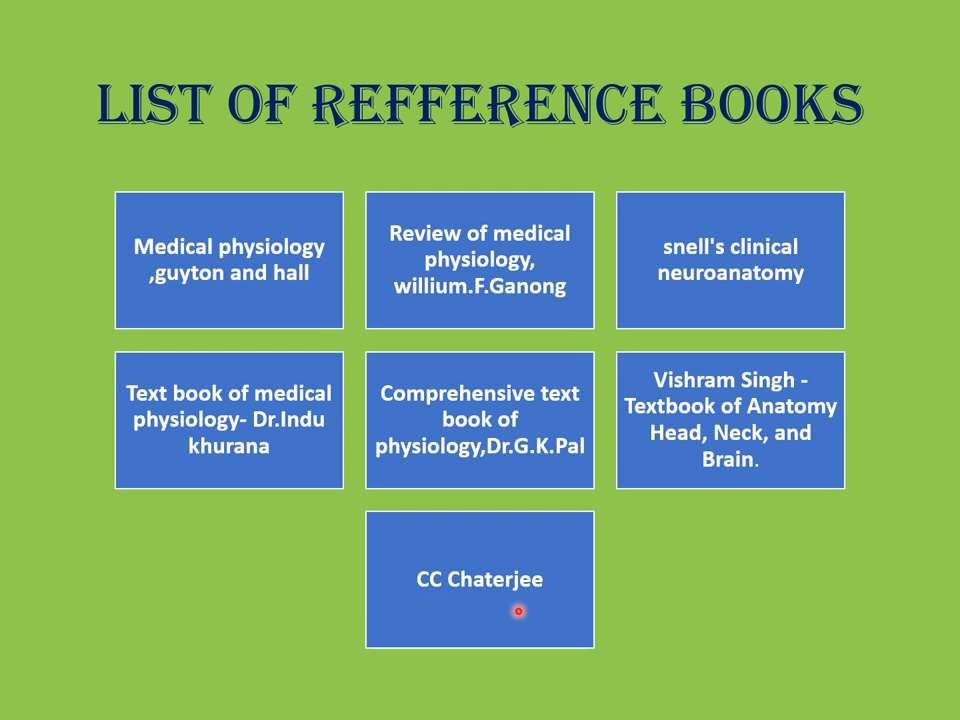 LIST OF REFFERENCE BOOKS
Medical physiology
,guyton and hall
Review of medical
physiology,
willium.F.Ganong
snell's clinical
neuroanatomy
Text book of medical
physiology- Dr.Indu
khurana
Comprehensive text
book of
physiology,Dr.G.K.Pal
Vishram Singh -
Textbook of Anatomy
Head, Neck, and
Brain.
CC Chaterjee